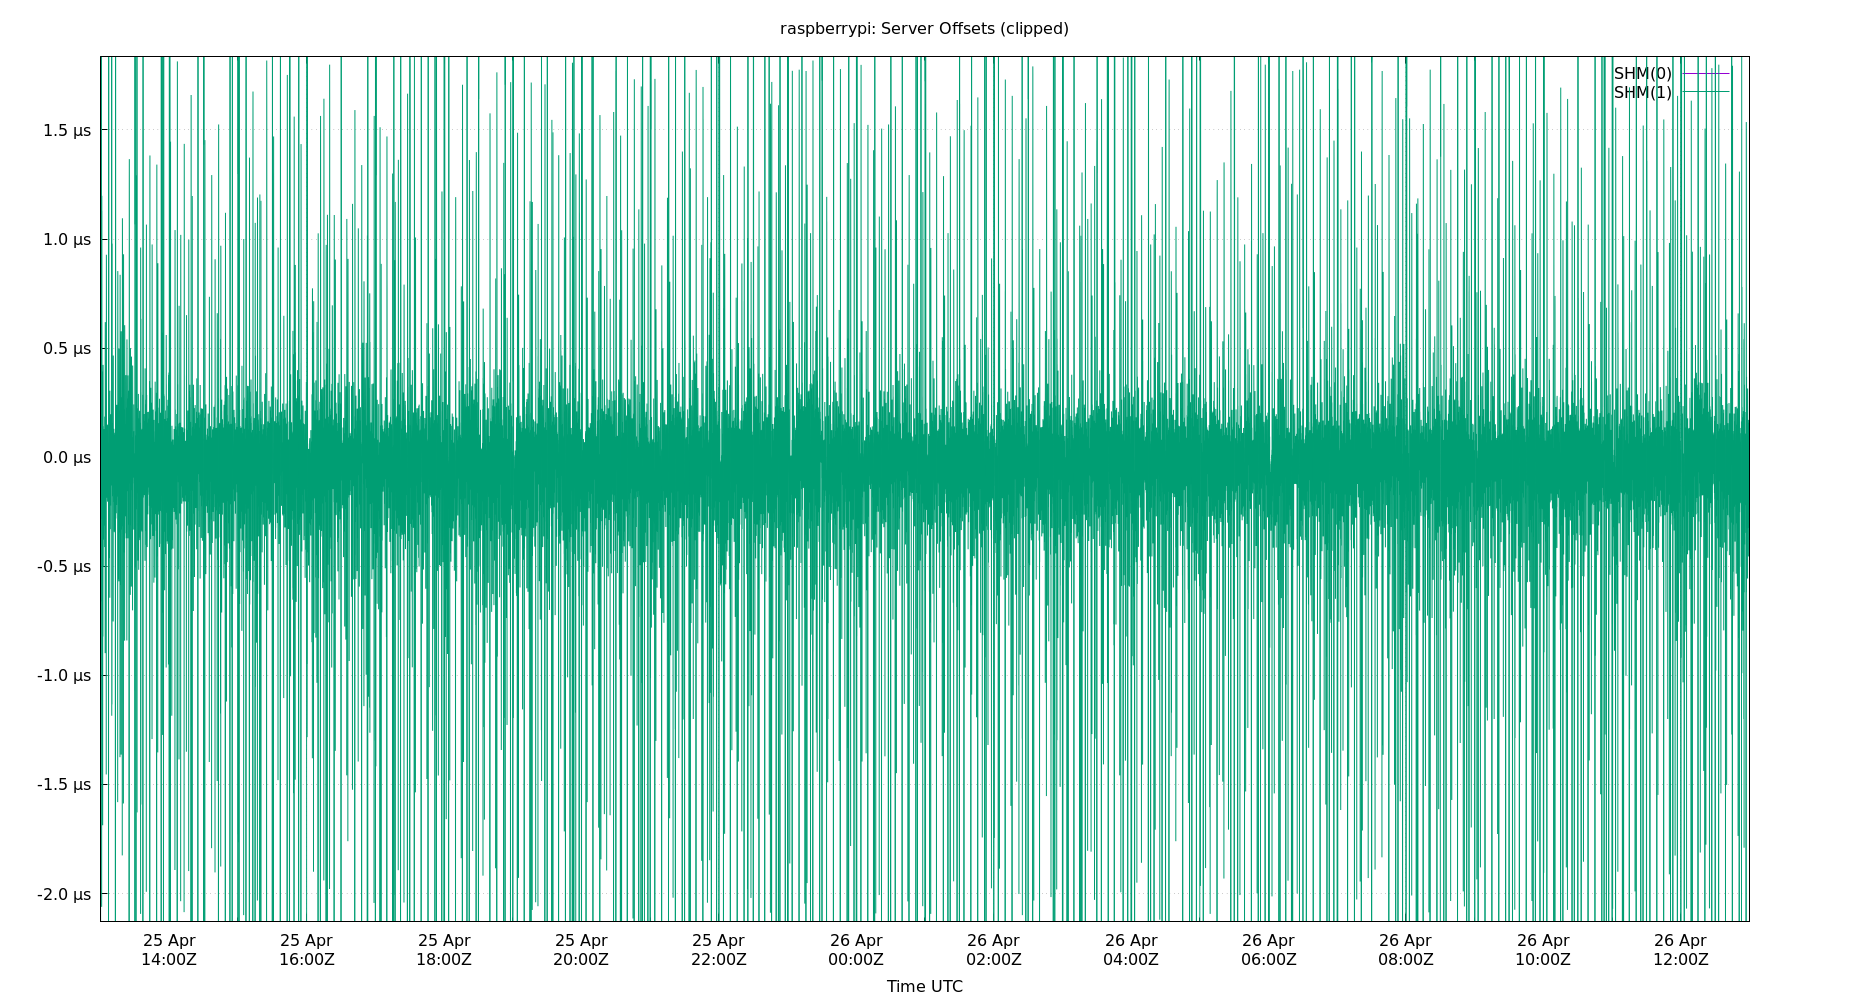 raspberrypi: Server Offsets (clipped)
SHM(0)
SHM(1)
1.5 µs
1.0 µs
0.5 µs
0.0 µs
-0.5 µs
-1.0 µs
-1.5 µs
-2.0 µs
25 Apr 25 Apr 25 Apr 25 Apr 25 Apr 26 Apr 26 Apr 26 Apr 26 Apr 26 Apr 26 Apr 26 Apr
14:00Z 16:00Z 18:00Z 20:00Z 22:00Z 00:00Z 02:00Z 04:00Z 06:00Z 08:00Z 10:00Z 12:00Z
Time UTC